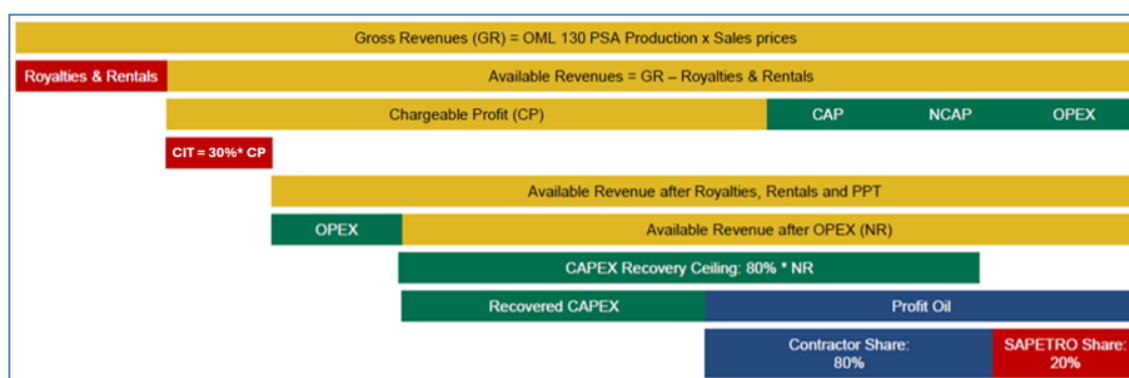 Gross Revenues (GR) = OML 130 PSA Production x Sales prices
Royalties & Rentals
Available Revenues = GR – Royalties & Rentals
Chargeable Profit (CP)
CAP
NCAP
OPEX
CIT = 30%* CP
Available Revenue after Royalties, Rentals and PPT
OPEX
Available Revenue after OPEX (NR)
CAPEX Recovery Ceiling: 80% * NR
Recovered CAPEX
Profit Oil
Contractor Share:
80%
SAPETRO Share:
20%